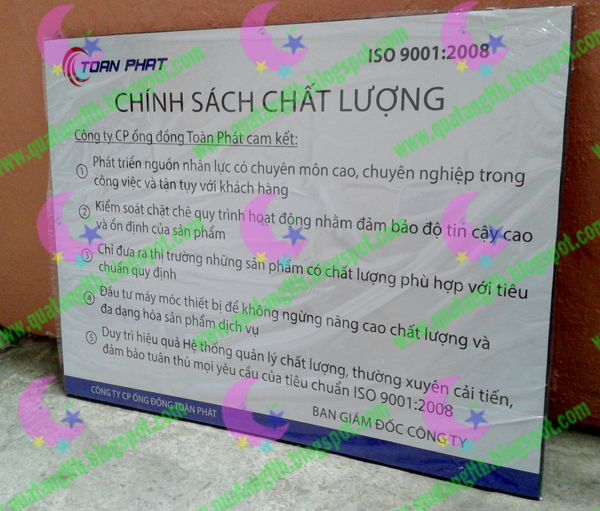 TOAN PHAT
ISO 9001:2008
CHÍNH SÁCH CHẤT LƯỢNG
Công ty CP ống đồng Toàn Phát cam kết:
1 Phát triển nguồn nhân lực có chuyên môn cao, chuyên nghiệp trong
công việc và tận tụy với khách hàng
2 Kiểm soát chặt chẽ quy trình hoạt động nhằm đảm bảo độ tin cậy cao
và ổn định của sản phẩm
3 Chỉ đưa ra thị trường những sản phẩm có chất lượng phù hợp với tiêu
chuẩn quy định
4 Đầu tư máy móc thiết bị để không ngừng nâng cao chất lượng và
đa dạng hóa sản phẩm dịch vụ
5 Duy trì hiệu quả Hệ thống quản lý chất lượng, thường xuyên cải tiến,
đảm bảo tuân thủ mọi yêu cầu của tiêu chuẩn ISO 9001:2008
CÔNG TY CP ỐNG ĐỒNG TOÀN PHÁT
BAN GIÁM ĐỐC CÔNG TY
www.quatangltb.blogspot.com